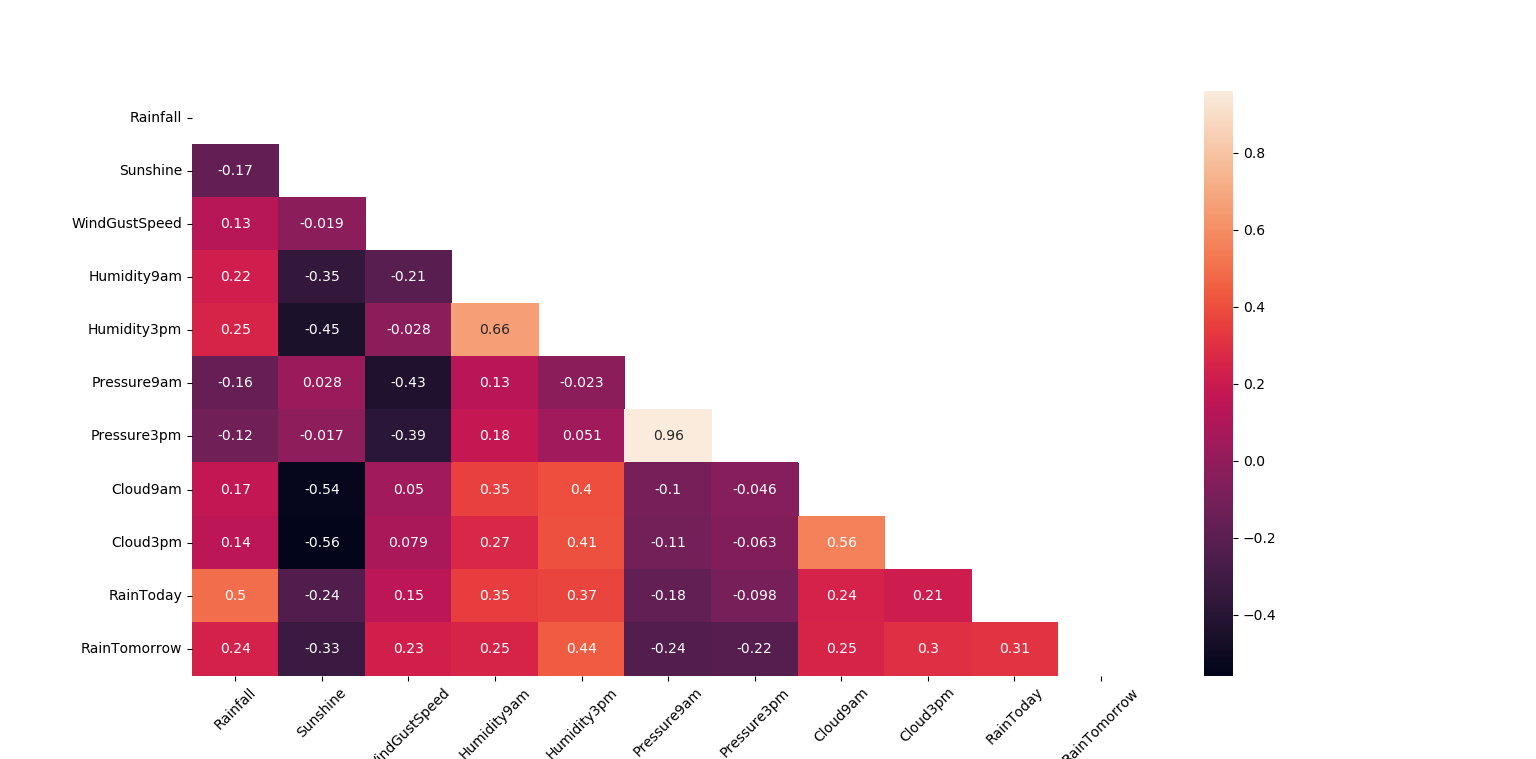 Rainfall
Sunshine -0.17
WindGustSpeed 0.13 -0.019
Humidity9am 0.22 -0.35 -0.21
Humidity3pm 0.25 -0.45 -0.028 0.66
Pressure9am -0.16 0.028 -0.43 0.13 -0.023
Pressure3pm -0.12 -0.017 -0.39 0.18 0.051 0.96
Cloud9am 0.17 -0.54 0.05 0.35 0.4 -0.1 -0.046
Cloud3pm 0.14 -0.56 0.079 0.27 0.41 -0.11 -0.063 0.56
RainToday 0.5 -0.24 0.15 0.35 0.37 -0.18 -0.098 0.24 0.21
RainTomorrow 0.24 -0.33 0.23 0.25 0.44 -0.24 -0.22 0.25 0.3 0.31
Rainfall Sunshine indGustSpeed Humidity9am Humidity3pm Pressure9am Pressure3pm Cloud9am Cloud3pm RainToday RainTomorrow
0.8
0.6
0.4
0.2
0.0
−0.2
−0.4